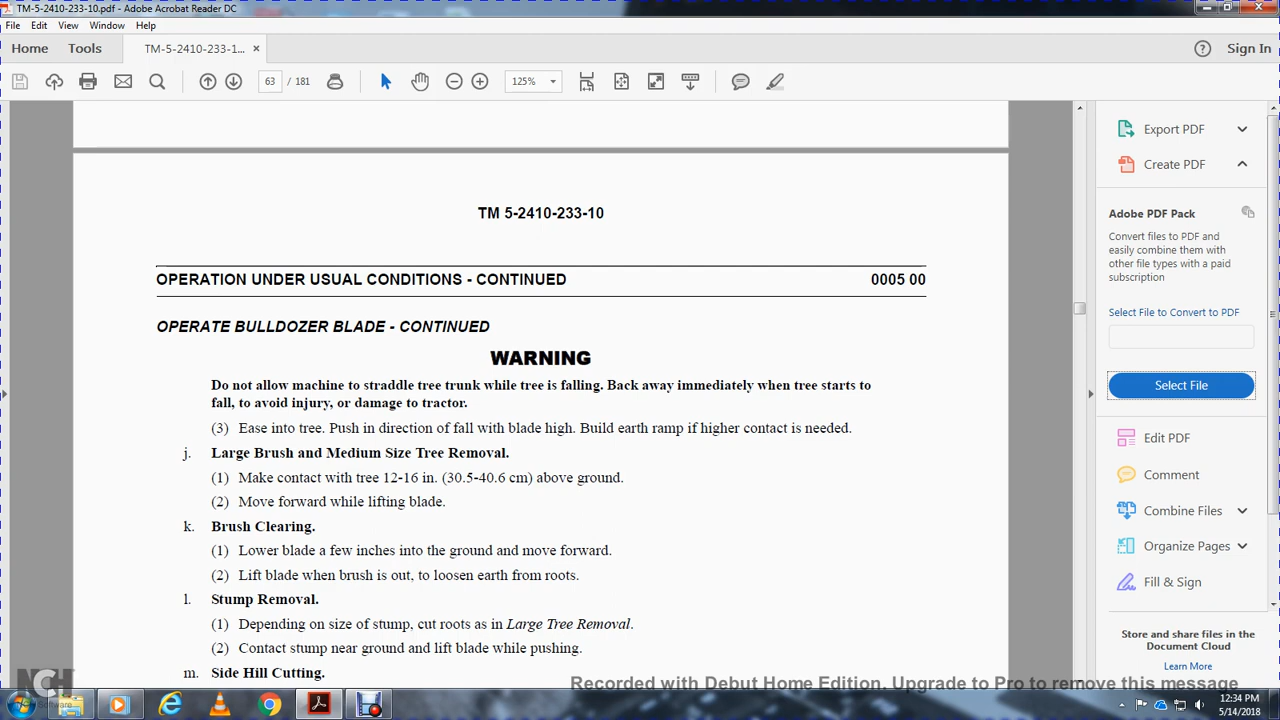 TM-5-2410-233-10.pdf - Adobe Acrobat Reader DC
File Edit View Window Help
Home Tools TM-5-2410-233-1... × Sign In
63 / 181 125%
TM 5-2410-233-10
OPERATION UNDER USUAL CONDITIONS - CONTINUED 0005 00
OPERATE BULLDOZER BLADE - CONTINUED
WARNING
Do not allow machine to straddle tree trunk while tree is falling. Back away immediately when tree starts to
fall, to avoid injury, or damage to tractor.
(3) Ease into tree. Push in direction of fall with blade high. Build earth ramp if higher contact is needed.
j. Large Brush and Medium Size Tree Removal.
(1) Make contact with tree 12-16 in. (30.5-40.6 cm) above ground.
(2) Move forward while lifting blade.
k. Brush Clearing.
(1) Lower blade a few inches into the ground and move forward.
(2) Lift blade when brush is out, to loosen earth from roots.
l. Stump Removal.
(1) Depending on size of stump, cut roots as in Large Tree Removal.
(2) Contact stump near ground and lift blade while pushing.
m. Side Hill Cutting.
Export PDF
Create PDF
Adobe PDF Pack
Convert files to PDF and
easily combine them with
other file types with a paid
subscription
Select File to Convert to PDF
Select File
Edit PDF
Comment
Combine Files
Organize Pages
Fill & Sign
Store and share files in the
Document Cloud
Learn More
NCH
Software
Recorded with Debut Home Edition. Upgrade to Pro to remove this message
12:34 PM
5/14/2018